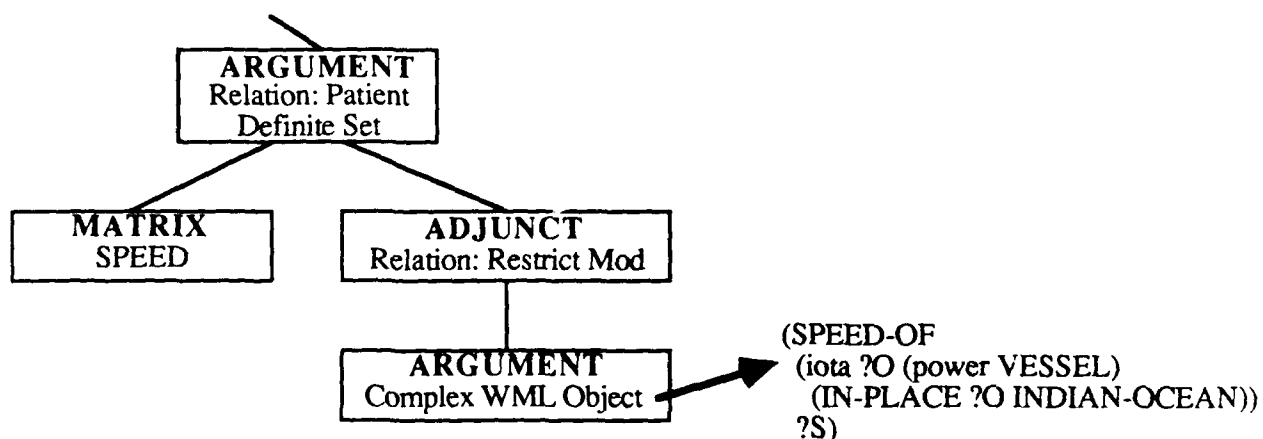 ARGUMENT
Relation: Patient
Definite Set
MATRIX
SPEED
ADJUNCT
Relation: Restrict Mod
ARGUMENT
Complex WML Object
(SPEED-OF
(iota ?O (power VESSEL)
(IN-PLACE ?O INDIAN-OCEAN))
?S)